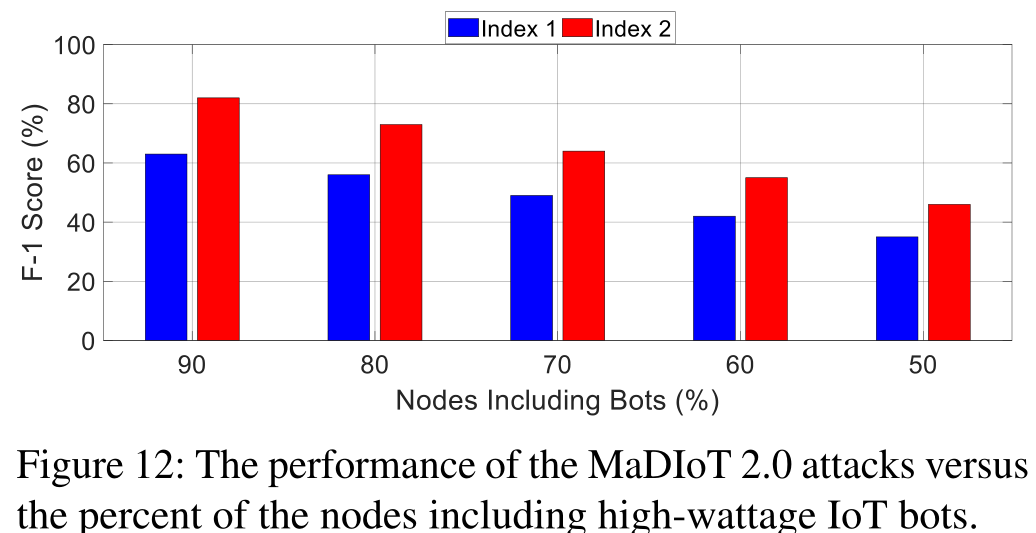 Index 1 Index 2
100
80
60
40
20
0
F-1 Score (%)
90 80 70 60 50
Nodes Including Bots (%)
Figure 12: The performance of the MaDIoT 2.0 attacks versus
the percent of the nodes including high-wattage IoT bots.